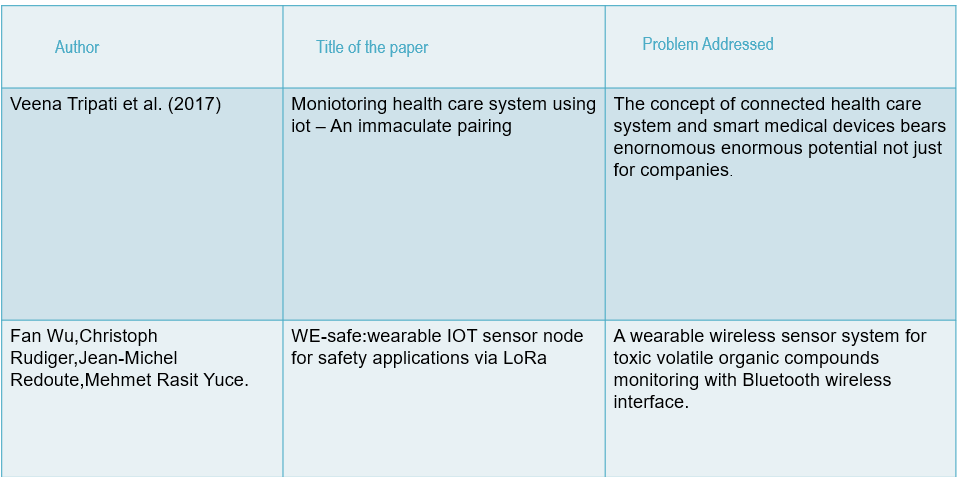 Author
Title of the paper
Problem Addressed
Veena Tripati et al. (2017)
Moniotoring health care system using
iot – An immaculate pairing
The concept of connected health care
system and smart medical devices bears
enornomous enormous potential not just
for companies.
Fan Wu,Christoph
Rudiger,Jean-Michel
Redoute,Mehmet Rasit Yuce.
WE-safe:wearable IOT sensor node
for safety applications via LoRa
A wearable wireless sensor system for
toxic volatile organic compounds
monitoring with Bluetooth wireless
interface.